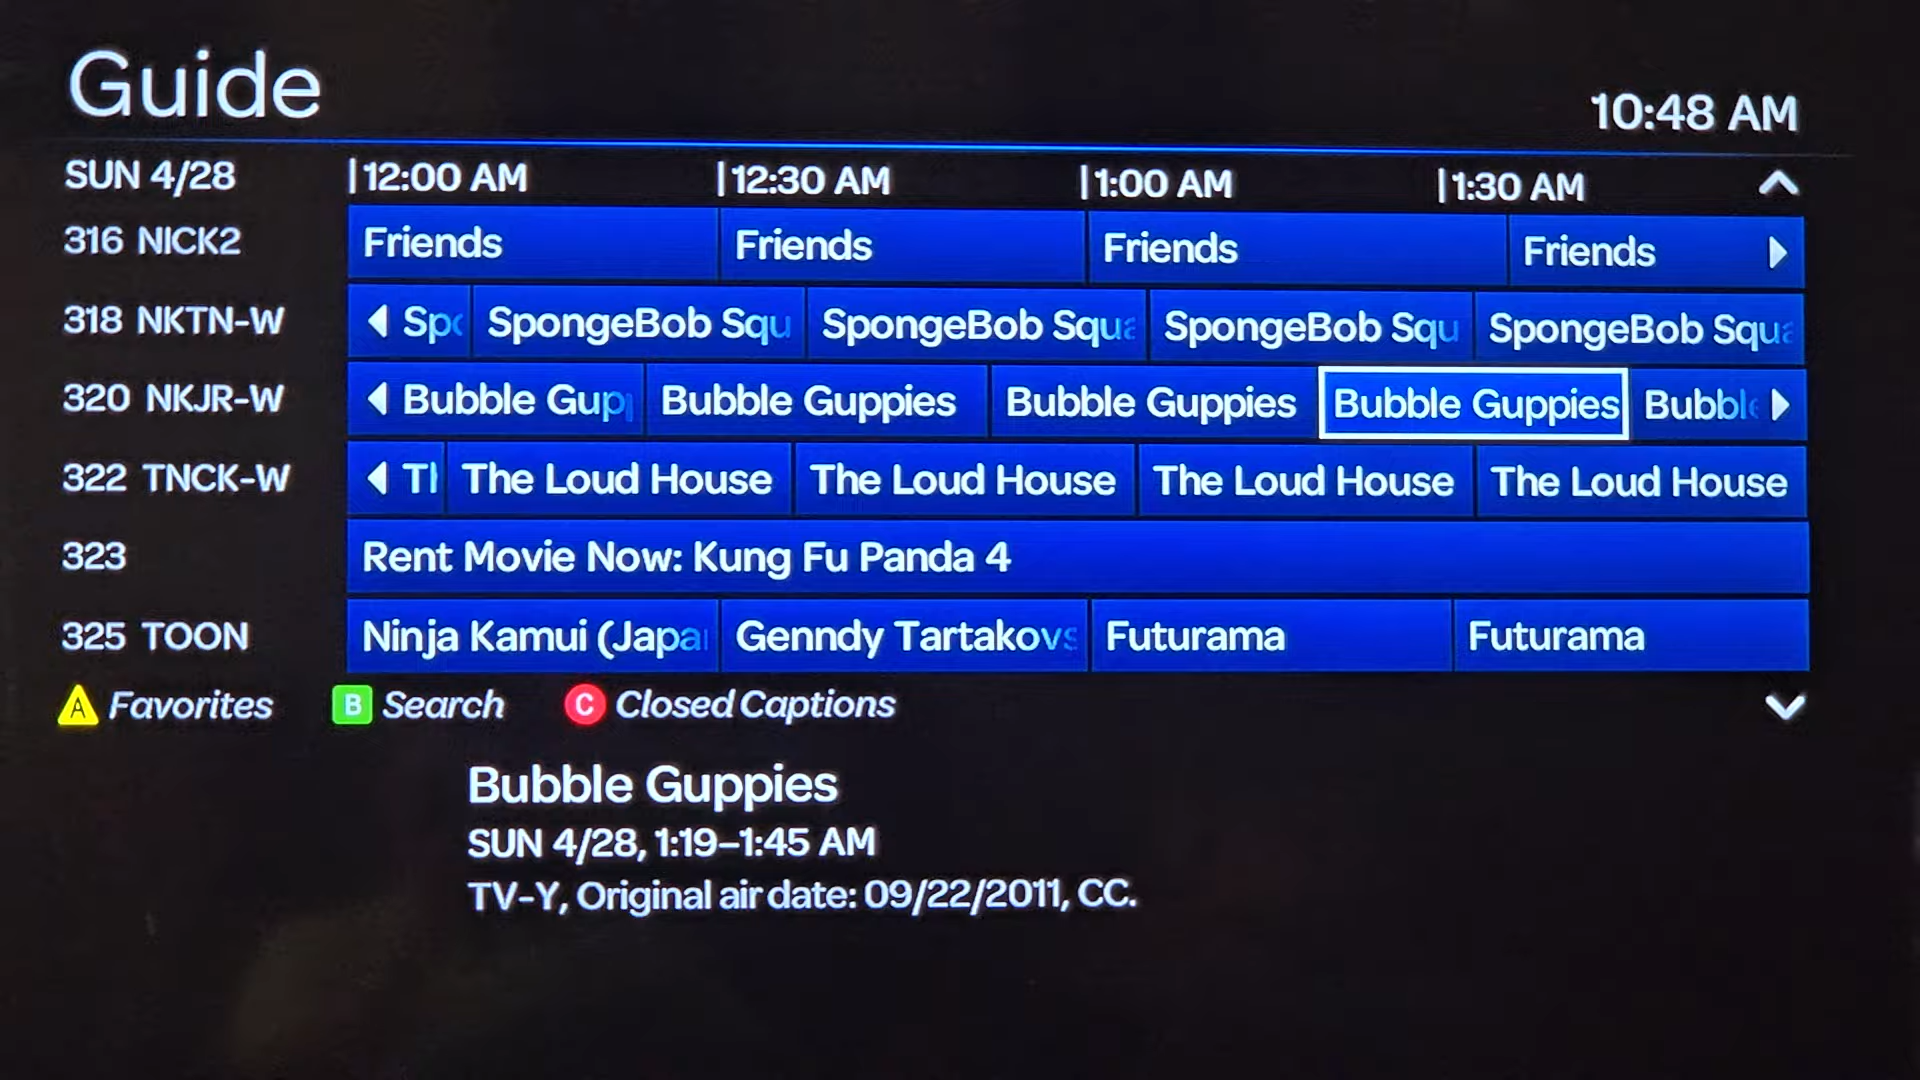 Guide
10:48 AM
SUN 4/28 |12:00 AM |12:30 AM |1:00 AM |1:30 AM
316 NICK2 Friends Friends Friends Friends
318 NKTN-W Spo SpongeBob Squ SpongeBob Squa SpongeBob Squ SpongeBob Squa
320 NKJR-W Bubble Gupp Bubble Guppies Bubble Guppies Bubble Guppies Bubble
322 TNCK-W Th The Loud House The Loud House The Loud House The Loud House
323 Rent Movie Now: Kung Fu Panda 4
325 TOON Ninja Kamui (Japan Genndy Tartakovs Futurama Futurama
A Favorites B Search C Closed Captions
Bubble Guppies
SUN 4/28, 1:19–1:45 AM
TV-Y, Original air date: 09/22/2011, CC.